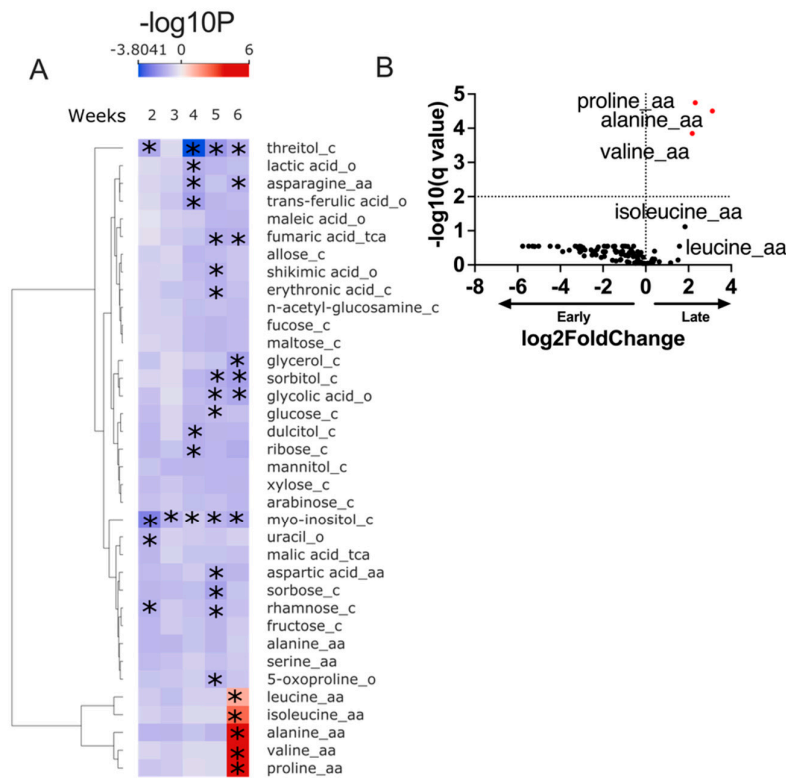 -log10P
-3.8041 0 6
A
Weeks 2 3 4 5 6
* * * * threitol_c
* lactic acid_o
* * asparagine_aa
* trans-ferulic acid_o
maleic acid_o
* * fumaric acid_tca
allose_c
* shikimic acid_o
* erythronic acid_c
n-acetyl-glucosamine_c
fucose_c
maltose_c
* glycerol_c
* * sorbitol_c
* * glycolic acid_o
* glucose_c
* dulcitol_c
* ribose_c
mannitol_c
xylose_c
arabinose_c
* * * * * myo-inositol_c
* uracil_o
malic acid_tca
* aspartic acid_aa
* sorbose_c
* * rhamnose_c
fructose_c
alanine_aa
serine_aa
* 5-oxoproline_o
* leucine_aa
* isoleucine_aa
* alanine_aa
* valine_aa
* proline_aa
B
-log10(q value)
5
4
3
2
1
0
proline_aa
alanine_aa
valine_aa
isoleucine_aa
leucine_aa
-8 -6 -4 -2 0 2 4
Early Late
log2FoldChange